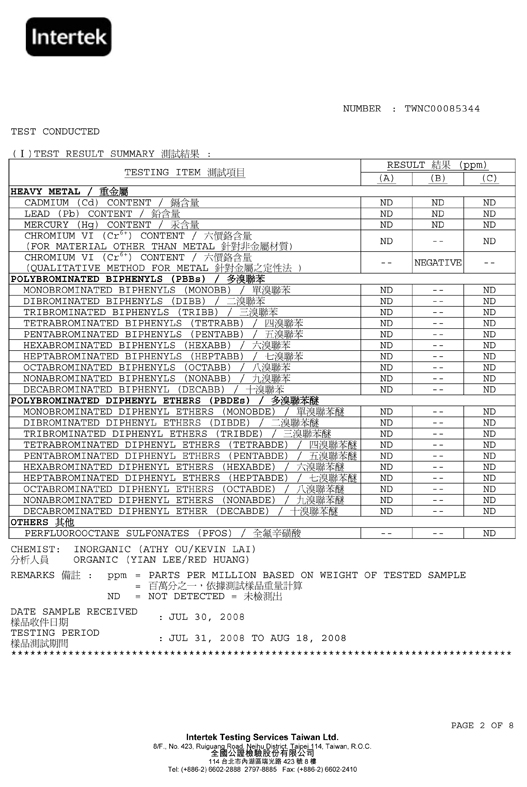 Intertek
NUMBER : TWNC00085344
TEST CONDUCTED
(I)TEST RESULT SUMMARY 測試結果 :
TESTING ITEM 測試項目 RESULT 結果 (ppm)
(A) (B) (C)
HEAVY METAL / 重金屬
CADMIUM (Cd) CONTENT / 鎘含量 ND ND ND
LEAD (Pb) CONTENT / 鉛含量 ND ND ND
MERCURY (Hg) CONTENT / 汞含量 ND ND ND
CHROMIUM VI (Cr⁶⁺) CONTENT / 六價鉻含量
(FOR MATERIAL OTHER THAN METAL 針對非金屬材質) ND -- ND
CHROMIUM VI (Cr⁶⁺) CONTENT / 六價鉻含量
(QUALITATIVE METHOD FOR METAL 針對金屬之定性法 ) -- NEGATIVE --
POLYBROMINATED BIPHENYLS (PBBs) / 多溴聯苯
MONOBROMINATED BIPHENYLS (MONOBB) / 單溴聯苯 ND -- ND
DIBROMINATED BIPHENYLS (DIBB) / 二溴聯苯 ND -- ND
TRIBROMINATED BIPHENYLS (TRIBB) / 三溴聯苯 ND -- ND
TETRABROMINATED BIPHENYLS (TETRABB) / 四溴聯苯 ND -- ND
PENTABROMINATED BIPHENYLS (PENTABB) / 五溴聯苯 ND -- ND
HEXABROMINATED BIPHENYLS (HEXABB) / 六溴聯苯 ND -- ND
HEPTABROMINATED BIPHENYLS (HEPTABB) / 七溴聯苯 ND -- ND
OCTABROMINATED BIPHENYLS (OCTABB) / 八溴聯苯 ND -- ND
NONABROMINATED BIPHENYLS (NONABB) / 九溴聯苯 ND -- ND
DECABROMINATED BIPHENYL (DECABB) / 十溴聯苯 ND -- ND
POLYBROMINATED DIPHENYL ETHERS (PBDEs) / 多溴聯苯醚
MONOBROMINATED DIPHENYL ETHERS (MONOBDE) / 單溴聯苯醚 ND -- ND
DIBROMINATED DIPHENYL ETHERS (DIBDE) / 二溴聯苯醚 ND -- ND
TRIBROMINATED DIPHENYL ETHERS (TRIBDE) / 三溴聯苯醚 ND -- ND
TETRABROMINATED DIPHENYL ETHERS (TETRABDE) / 四溴聯苯醚 ND -- ND
PENTABROMINATED DIPHENYL ETHERS (PENTABDE) / 五溴聯苯醚 ND -- ND
HEXABROMINATED DIPHENYL ETHERS (HEXABDE) / 六溴聯苯醚 ND -- ND
HEPTABROMINATED DIPHENYL ETHERS (HEPTABDE) / 七溴聯苯醚 ND -- ND
OCTABROMINATED DIPHENYL ETHERS (OCTABDE) / 八溴聯苯醚 ND -- ND
NONABROMINATED DIPHENYL ETHERS (NONABDE) / 九溴聯苯醚 ND -- ND
DECABROMINATED DIPHENYL ETHER (DECABDE) / 十溴聯苯醚 ND -- ND
OTHERS 其他
PERFLUOROOCTANE SULFONATES (PFOS) / 全氟辛磺酸 -- -- ND
CHEMIST: INORGANIC (ATHY OU/KEVIN LAI)
分析人員 ORGANIC (YIAN LEE/RED HUANG)
REMARKS 備註 : ppm = PARTS PER MILLION BASED ON WEIGHT OF TESTED SAMPLE
= 百萬分之一，依據測試樣品重量計算
ND = NOT DETECTED = 未檢測出
DATE SAMPLE RECEIVED
樣品收件日期 : JUL 30, 2008
TESTING PERIOD
樣品測試期間 : JUL 31, 2008 TO AUG 18, 2008
********************************************************************************
PAGE 2 OF 8
Intertek Testing Services Taiwan Ltd.
8/F., No. 423, Ruiguang Road, Neihu District, Taipei 114, Taiwan, R.O.C.
全國公證檢驗股份有限公司
114 台北市內湖區瑞光路 423 號 8 樓
Tel: (+886-2) 6602-2888 2797-8885 Fax: (+886-2) 6602-2410